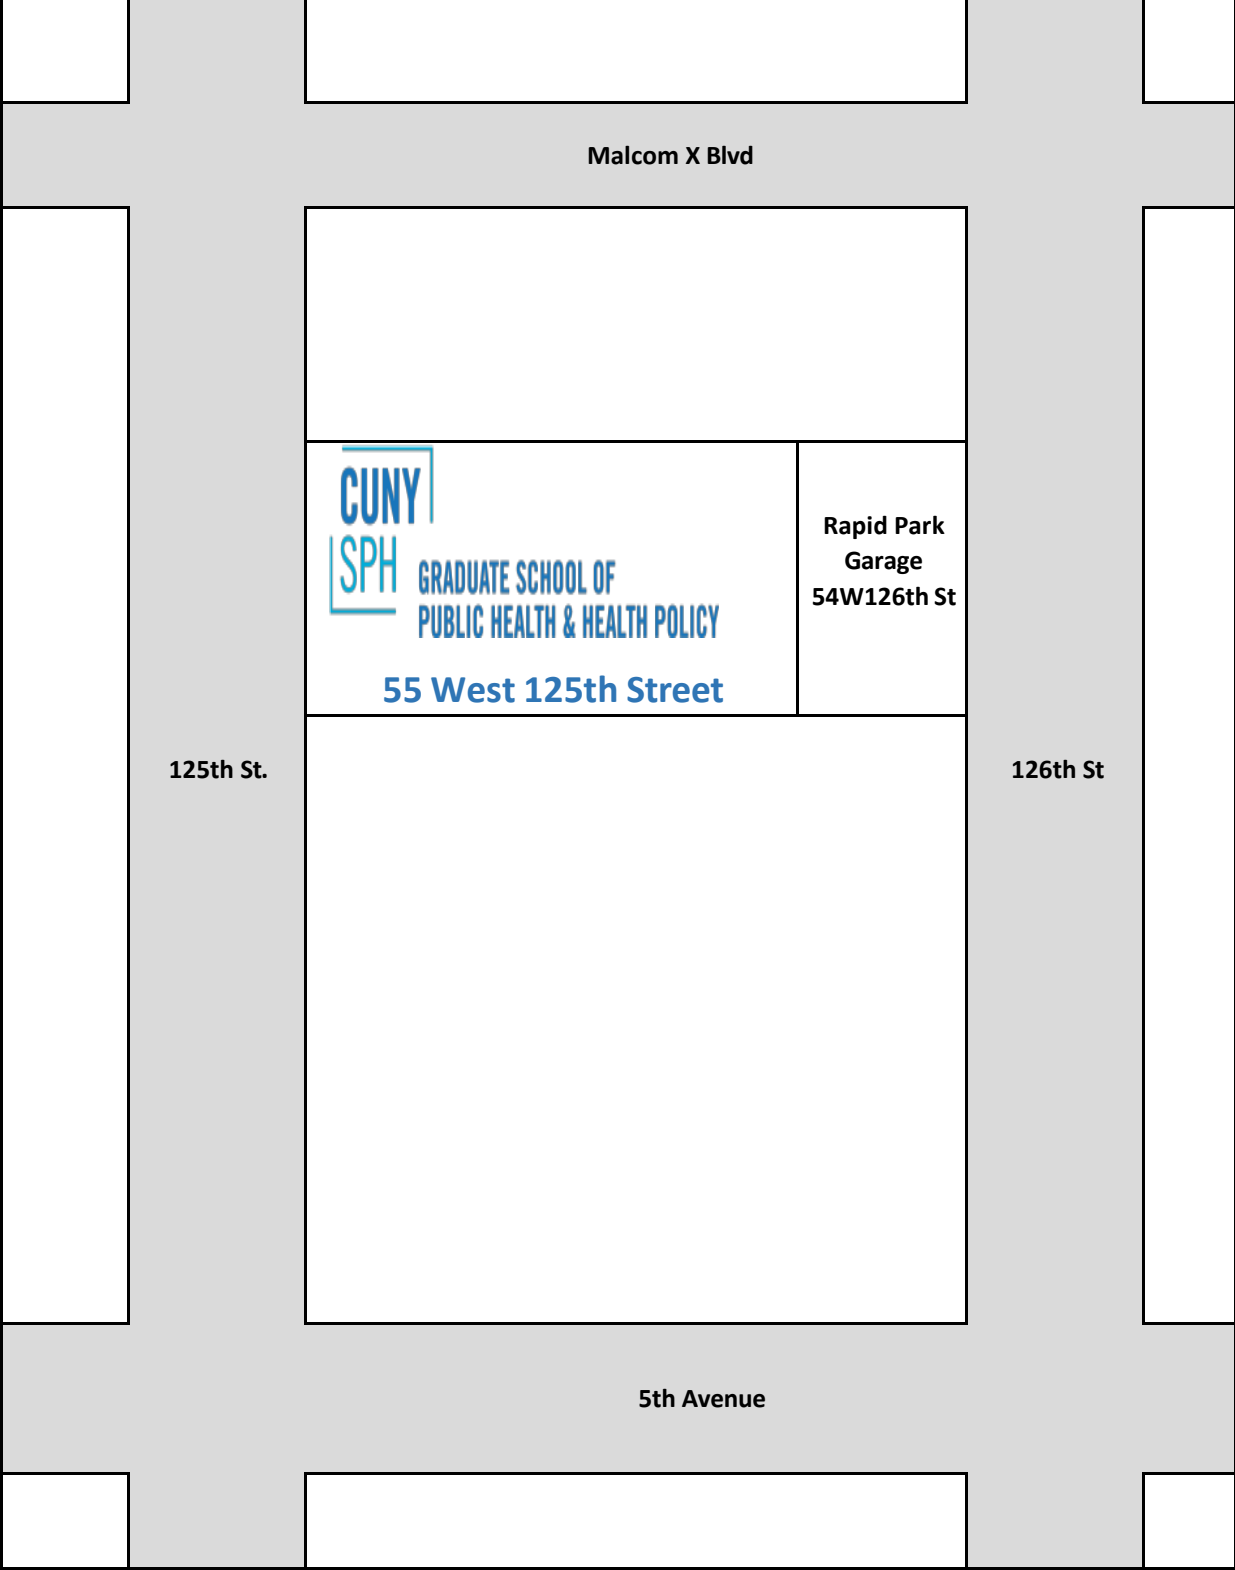 Malcom X Blvd
CUNY
SPH
GRADUATE SCHOOL OF
PUBLIC HEALTH & HEALTH POLICY
55 West 125th Street
Rapid Park
Garage
54W126th St
125th St.
126th St
5th Avenue